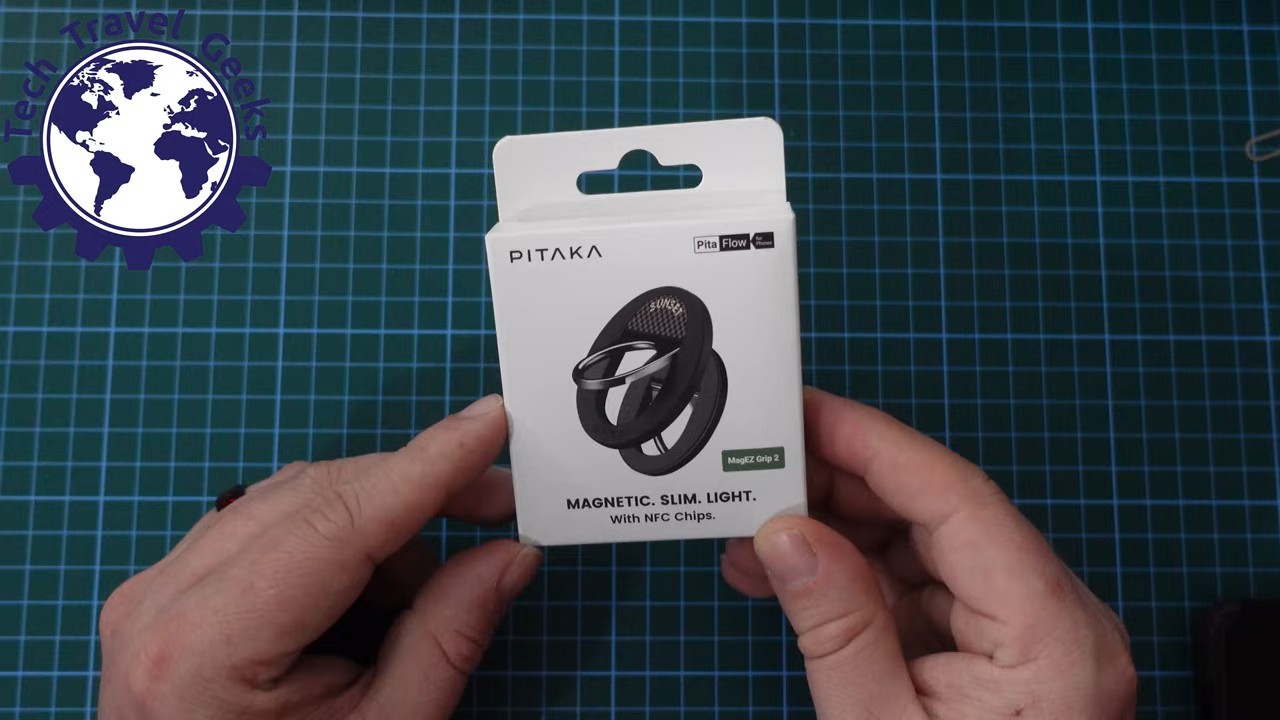 Tech Travel Geeks
PITAKA
Pita Flow for Phones
SUNSET
MagEZ Grip 2
MAGNETIC. SLIM. LIGHT.
With NFC Chips.